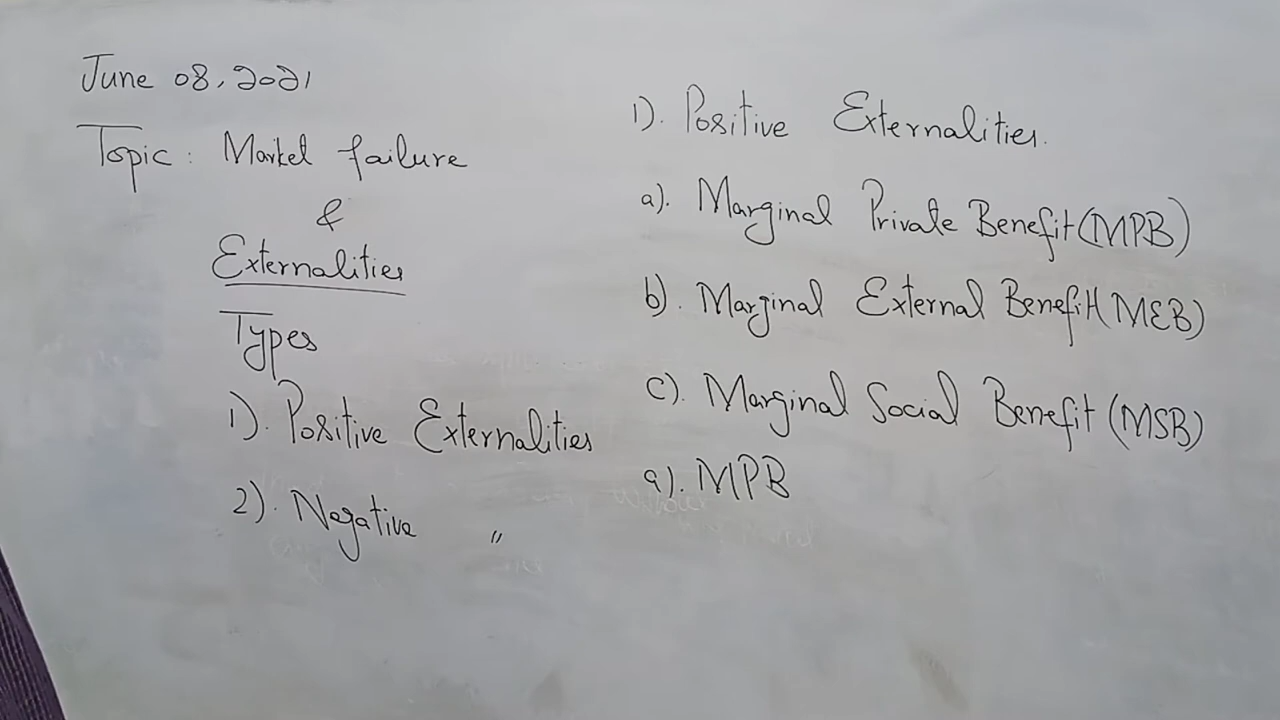 June 08, 2021
Topic: Market failure
&
Externalities
Types
1). Positive Externalities
2). Negative "
1). Positive Externalities.
a). Marginal Private Benefit (MPB)
b). Marginal External Benefit (MEB)
c). Marginal Social Benefit (MSB)
a). MPB